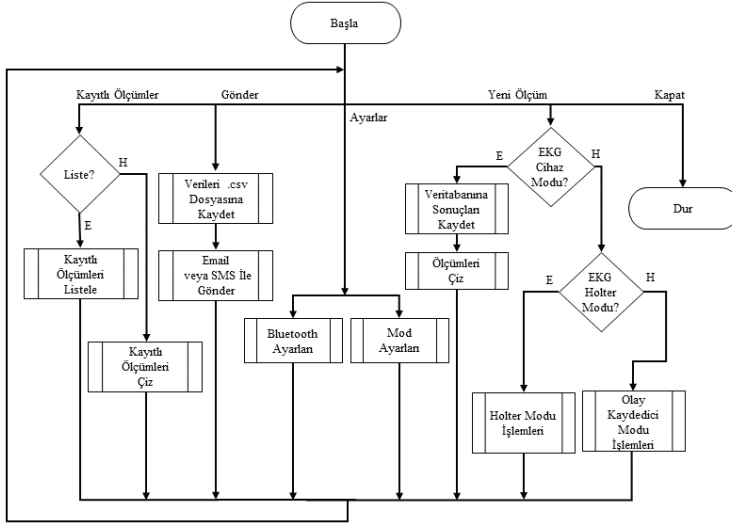 Başla
Kayıtlı Ölçümler
Gönder
Ayarlar
Yeni Ölçüm
Kapat
Liste?
H
E
Kayıtlı
Ölçümleri
Listele
Kayıtlı
Ölçümleri
Çiz
Verileri .csv
Dosyasına
Kaydet
Email
veya SMS İle
Gönder
Bluetooth
Ayarları
Mod
Ayarları
E
EKG
Cihaz
Modu?
H
Veritabanına
Sonuçları
Kaydet
Ölçümleri
Çiz
E
EKG
Holter
Modu?
H
Holter Modu
İşlemleri
Olay
Kaydedici
Modu
İşlemleri
Dur